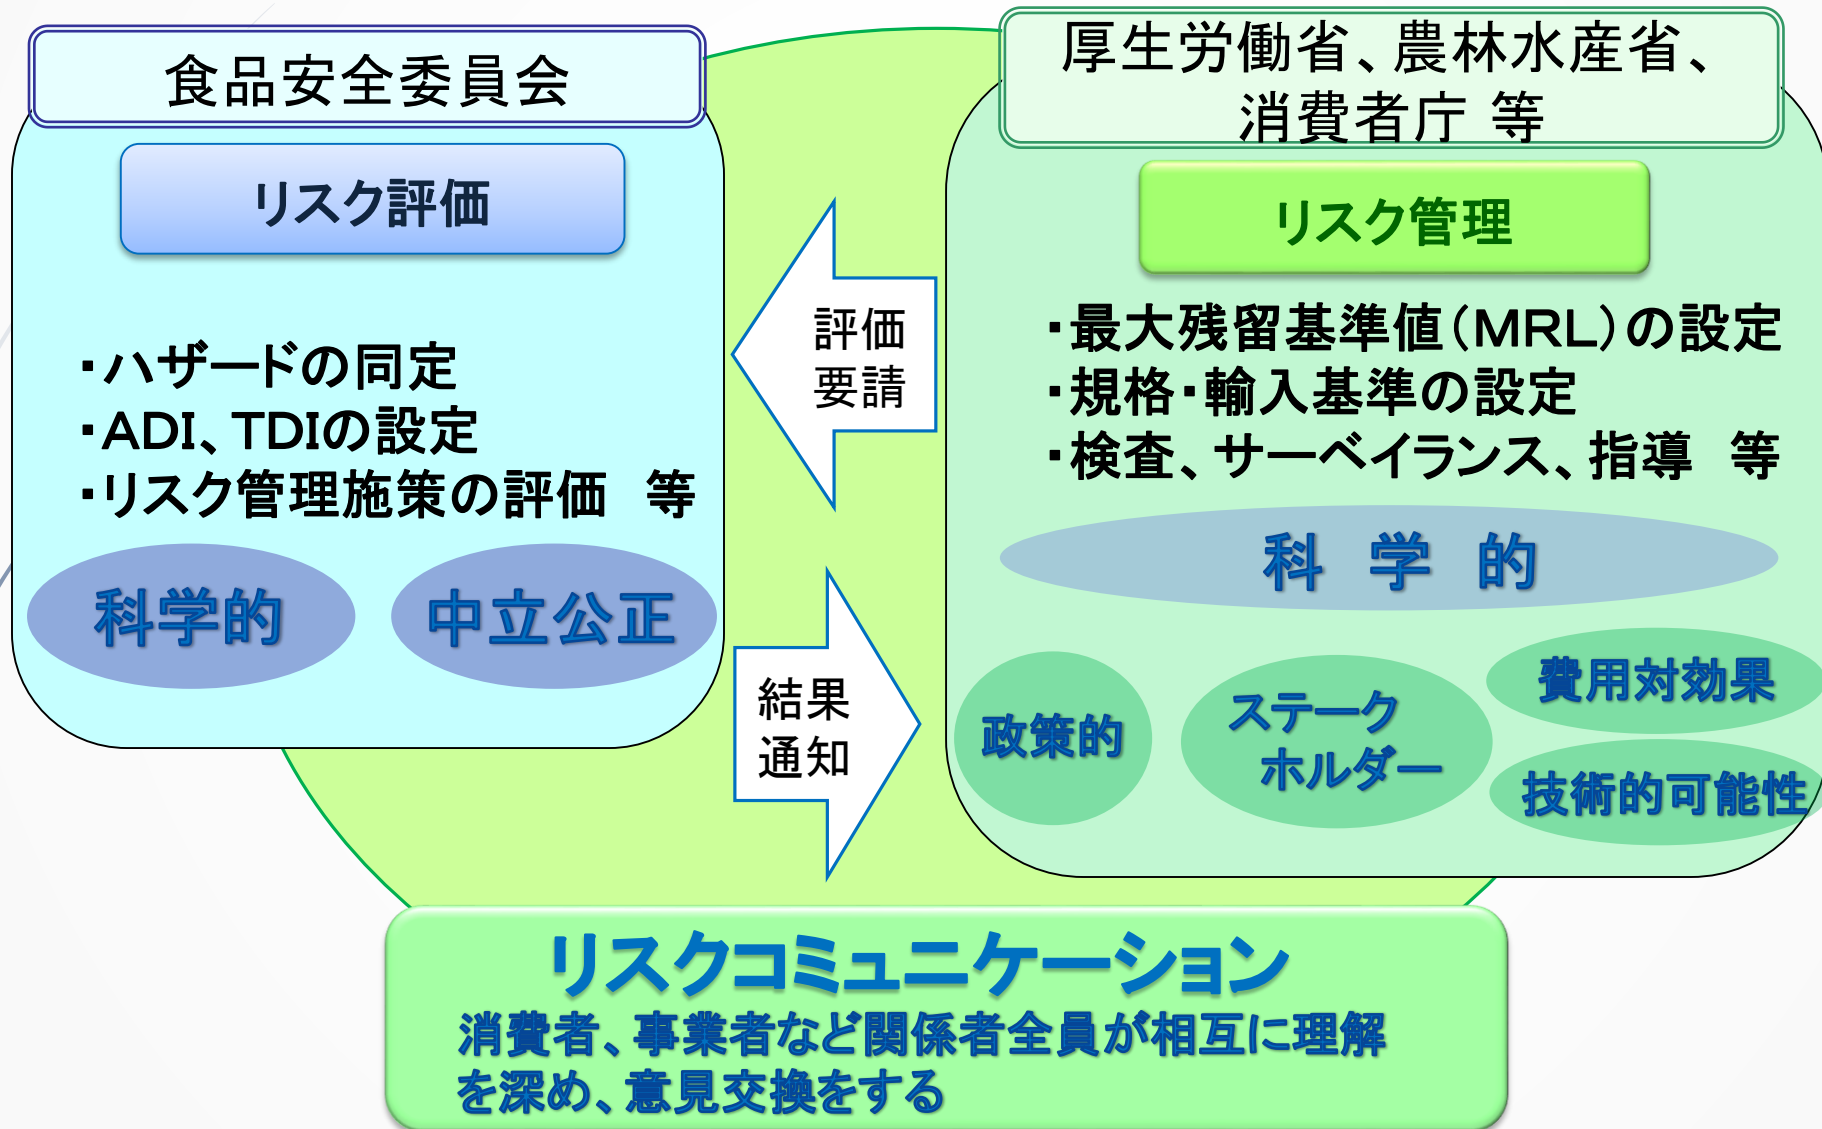 食品安全委員会
リスク評価
・ハザードの同定
・ADI、TDIの設定
・リスク管理施策の評価　等
科学的
中立公正
評価
要請
結果
通知
厚生労働省、農林水産省、
消費者庁 等
リスク管理
・最大残留基準値(MRL)の設定
・規格・輸入基準の設定
・検査、サーベイランス、指導　等
科　学　的
政策的
ステーク
ホルダー
費用対効果
技術的可能性
リスクコミュニケーション
消費者、事業者など関係者全員が相互に理解
を深め、意見交換をする